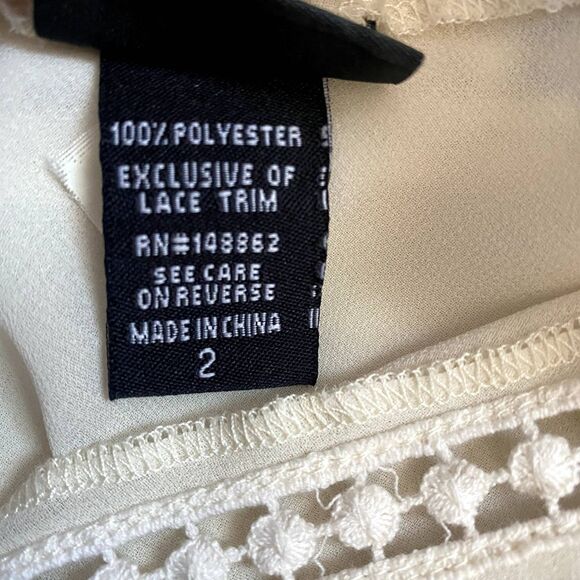 100% POLYESTER
EXCLUSIVE OF
LACE TRIM
RN#148862
SEE CARE
ON REVERSE
MADE IN CHINA
2